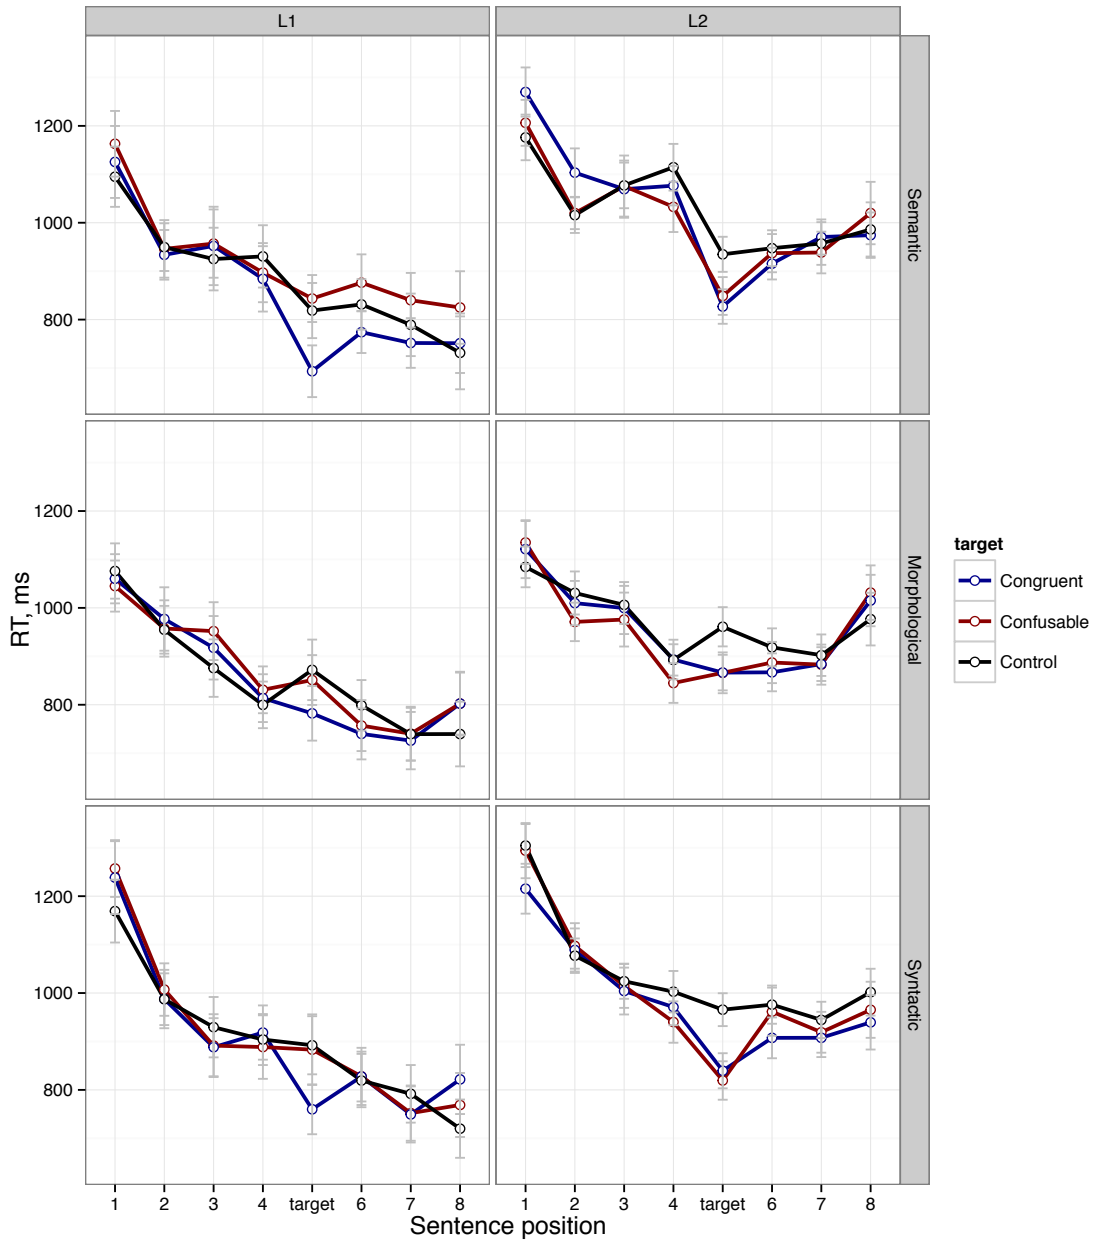 L1 L2
1200
1000
800
Semantic
1200
1000
800
Morphological
1200
1000
800
Syntactic
RT, ms
1 2 3 4 target 6 7 8 1 2 3 4 target 6 7 8
Sentence position
target
Congruent
Confusable
Control